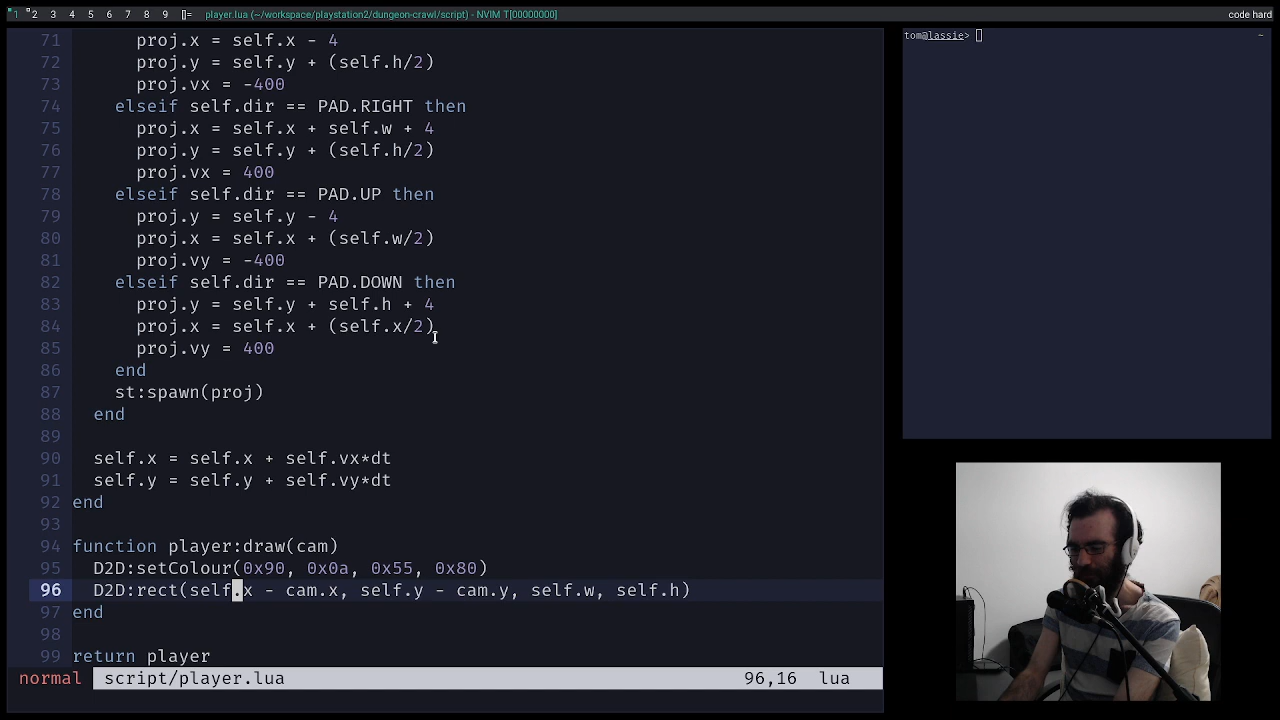 1 2 3 4 5 6 7 8 9 []= player.lua (~/workspace/playstation2/dungeon-crawl/script) - NVIM T[00000000] code hard
71 proj.x = self.x - 4
72 proj.y = self.y + (self.h/2)
73 proj.vx = -400
74 elseif self.dir == PAD.RIGHT then
75 proj.x = self.x + self.w + 4
76 proj.y = self.y + (self.h/2)
77 proj.vx = 400
78 elseif self.dir == PAD.UP then
79 proj.y = self.y - 4
80 proj.x = self.x + (self.w/2)
81 proj.vy = -400
82 elseif self.dir == PAD.DOWN then
83 proj.y = self.y + self.h + 4
84 proj.x = self.x + (self.x/2)
85 proj.vy = 400
86 end
87 st:spawn(proj)
88 end
89
90 self.x = self.x + self.vx*dt
91 self.y = self.y + self.vy*dt
92 end
93
94 function player:draw(cam)
95 D2D:setColour(0x90, 0x0a, 0x55, 0x80)
96 D2D:rect(self.x - cam.x, self.y - cam.y, self.w, self.h)
97 end
98
99 return player
normal script/player.lua 96,16 lua
tom@lassie> ~